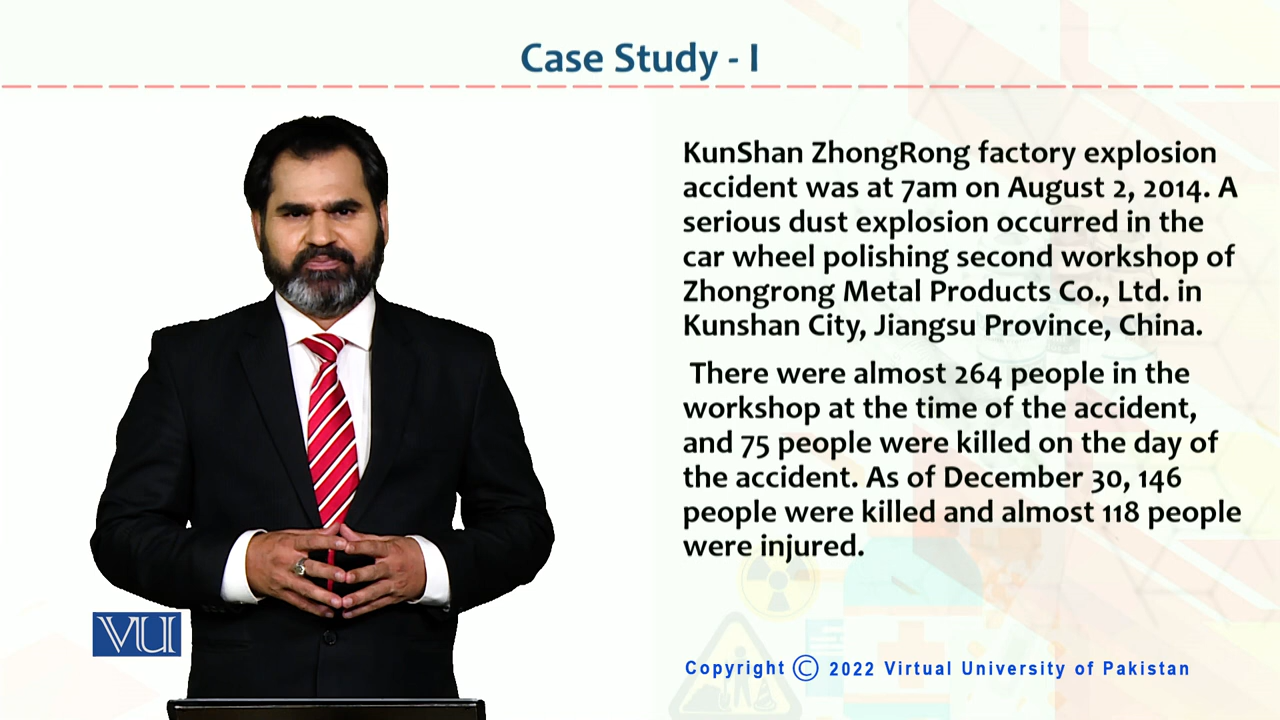 Case Study - I
KunShan ZhongRong factory explosion
accident was at 7am on August 2, 2014. A
serious dust explosion occurred in the
car wheel polishing second workshop of
Zhongrong Metal Products Co., Ltd. in
Kunshan City, Jiangsu Province, China.
There were almost 264 people in the
workshop at the time of the accident,
and 75 people were killed on the day of
the accident. As of December 30, 146
people were killed and almost 118 people
were injured.
VU
Copyright © 2022 Virtual University of Pakistan